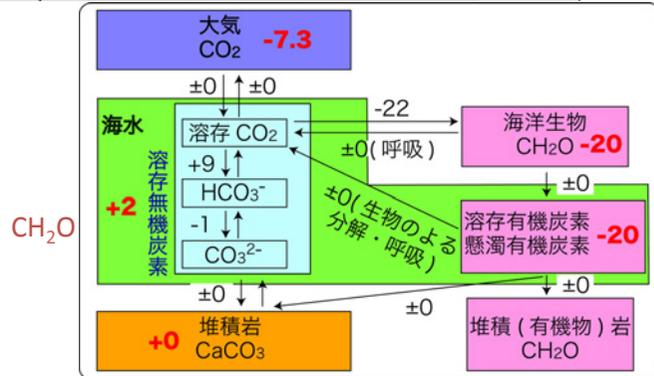 大気
CO₂ -7.3
±0 ±0
海水
溶存 CO₂
-22
±0(呼吸)
海洋生物
CH₂O -20
溶存無機炭素
+9
HCO₃⁻
+2
-1
CO₃²⁻
±0(生物のよる
分解・呼吸)
±0
溶存有機炭素
懸濁有機炭素 -20
CH₂O
±0
±0
±0
堆積岩
+0 CaCO₃
堆積(有機物)岩
CH₂O